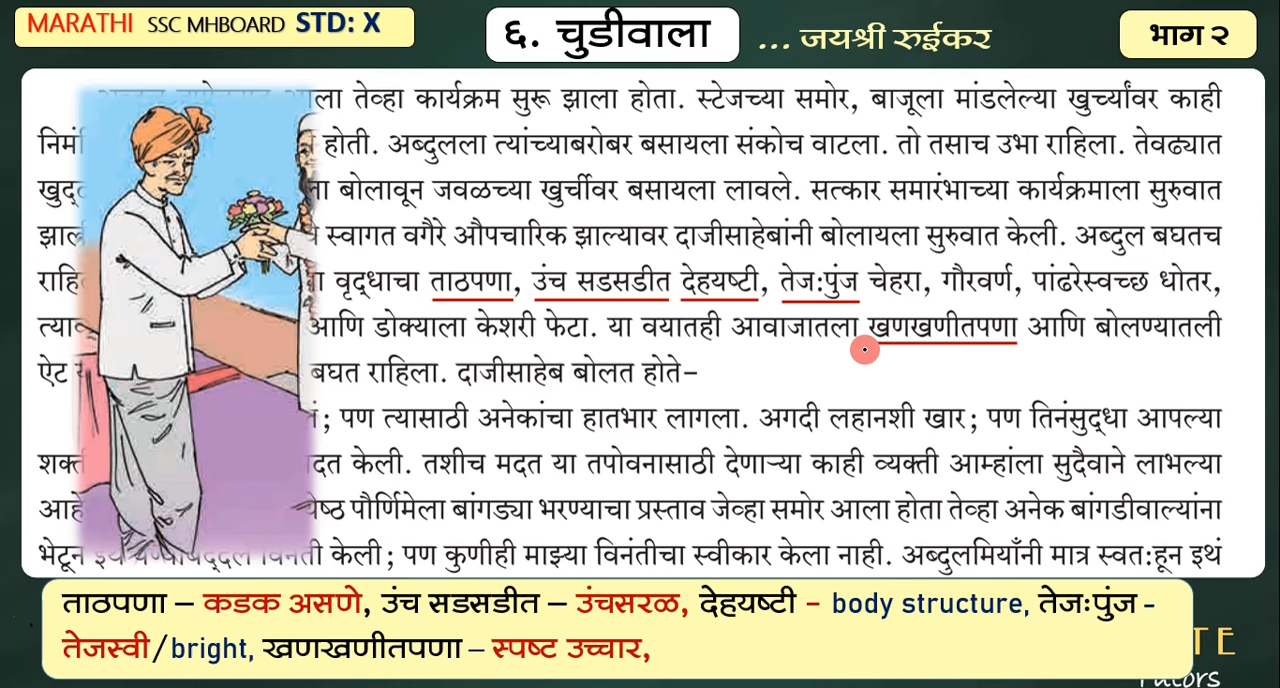 MARATHI SSC MHBOARD STD: X
६. चुडीवाला ... जयश्री रुईकर
भाग २
तेव्हा कार्यक्रम सुरू झाला होता. स्टेजच्या समोर, बाजूला मांडलेल्या खुर्च्यांवर काही
होती. अब्दुलला त्यांच्याबरोबर बसायला संकोच वाटला. तो तसाच उभा राहिला. तेवढ्यात
बोलावून जवळच्या खुर्चीवर बसायला लावले. सत्कार समारंभाच्या कार्यक्रमाला सुरुवात
स्वागत वगैरे औपचारिक झाल्यावर दाजीसाहेबांनी बोलायला सुरुवात केली. अब्दुल बघतच
वृद्धाचा ताठपणा, उंच सडसडीत देहयष्टी, तेज:पुंज चेहरा, गौरवर्ण, पांढरेस्वच्छ धोतर,
आणि डोक्याला केशरी फेटा. या वयातही आवाजातला खणखणीतपणा आणि बोलण्यातली
ऐट बघत राहिला. दाजीसाहेब बोलत होते–
पण त्यासाठी अनेकांचा हातभार लागला. अगदी लहानशी खार; पण तिनंसुद्धा आपल्या
केली. तशीच मदत या तपोवनासाठी देणाऱ्या काही व्यक्ती आम्हांला सुदैवाने लाभल्या
पौर्णिमेला बांगड्या भरण्याचा प्रस्ताव जेव्हा समोर आला होता तेव्हा अनेक बांगडीवाल्यांना
भेटून केली; पण कुणीही माझ्या विनंतीचा स्वीकार केला नाही. अब्दुलमियाँनी मात्र स्वत:हून इथं
ताठपणा – कडक असणे, उंच सडसडीत – उंचसरळ, देहयष्टी – body structure, तेजःपुंज -
तेजस्वी/bright, खणखणीतपणा – स्पष्ट उच्चार,